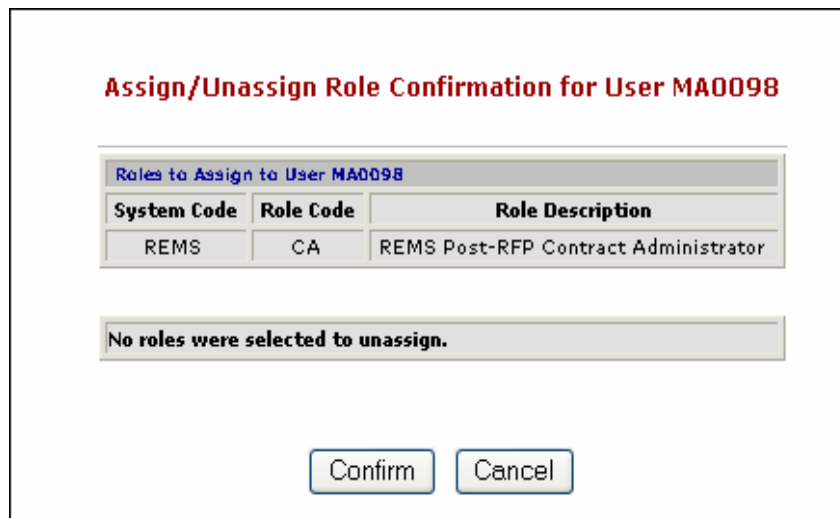 Assign/Unassign Role Confirmation for User MA0098
Roles to Assign to User MA0098
System Code Role Code Role Description
REMS CA REMS Post-RFP Contract Administrator
No roles were selected to unassign.
Confirm Cancel